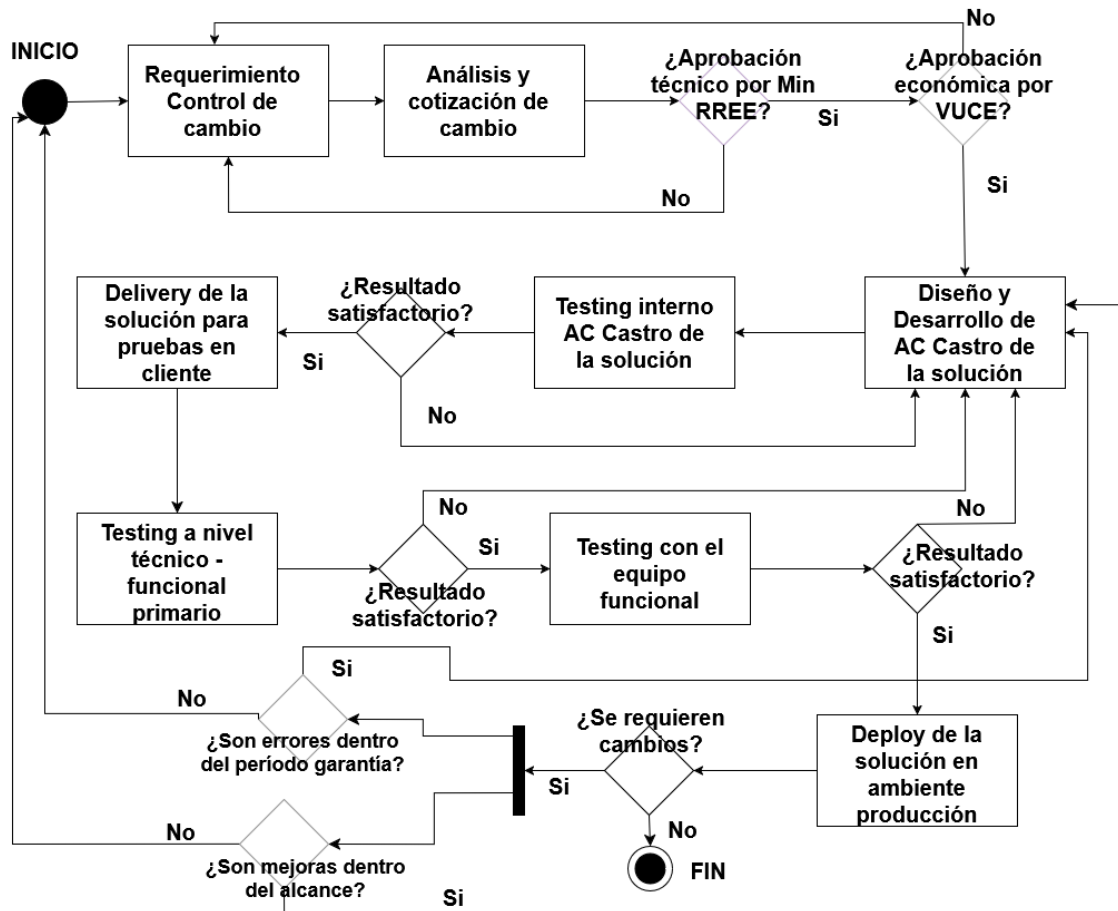 INICIO
No
Requerimiento
Control de
cambio
Análisis y
cotización de
cambio
¿Aprobación
técnico por Min
RREE?
Si
¿Aprobación
económica por
VUCE?
No
Si
Delivery de la
solución para
pruebas en
cliente
¿Resultado
satisfactorio?
Si
No
Testing interno
AC Castro de
la solución
Diseño y
Desarrollo de
AC Castro de
la solución
Testing a nivel
técnico -
funcional
primario
No
Si
¿Resultado
satisfactorio?
Testing con el
equipo
funcional
No
¿Resultado
satisfactorio?
Si
Si
No
¿Son errores dentro
del período garantía?
¿Se requieren
cambios?
Si
No
Deploy de la
solución en
ambiente
producción
No
¿Son mejoras dentro
del alcance?
Si
FIN